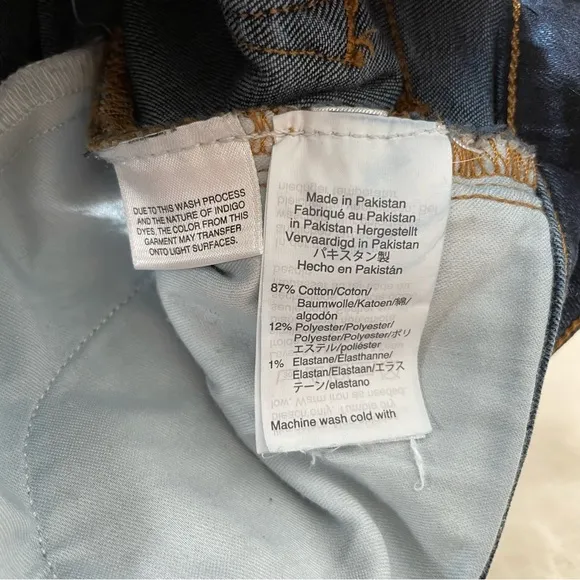 DUE TO THIS WASH PROCESS
AND THE NATURE OF INDIGO
DYES, THE COLOR FROM THIS
GARMENT MAY TRANSFER
ONTO LIGHT SURFACES.
Made in Pakistan
Fabriqué au Pakistan
in Pakistan Hergestellt
Vervaardigd in Pakistan
パキスタン製
Hecho en Pakistán
87% Cotton/Coton/
Baumwolle/Katoen/綿/
algodón
12% Polyester/Polyester/
Polyester/Polyester/ポリ
エステル/poliéster
1% Elastane/Élasthanne/
Elastan/Elastaan/エラス
テーン/elastano
Machine wash cold with